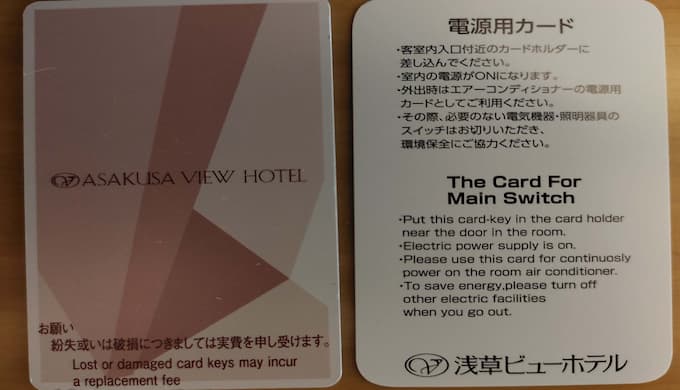 ASAKUSA VIEW HOTEL
お願い
紛失或いは破損につきましては実費を申し受けます。
Lost or damaged card keys may incur
a replacement fee
電源用カード
・客室内入口付近のカードホルダーに
差し込んでください。
・室内の電源がONになります。
・外出時はエアーコンディショナーの電源用
カードとしてご利用ください。
・その際、必要のない電気機器・照明器具の
スイッチはお切りいただき、
環境保全にご協力ください。
The Card For
Main Switch
・Put this card-key in the card holder
near the door in the room.
・Electric power supply is on.
・Please use this card for continuosly
power on the room air conditioner.
・To save energy,please turn off
other electric facilities
when you go out.
浅草ビューホテル